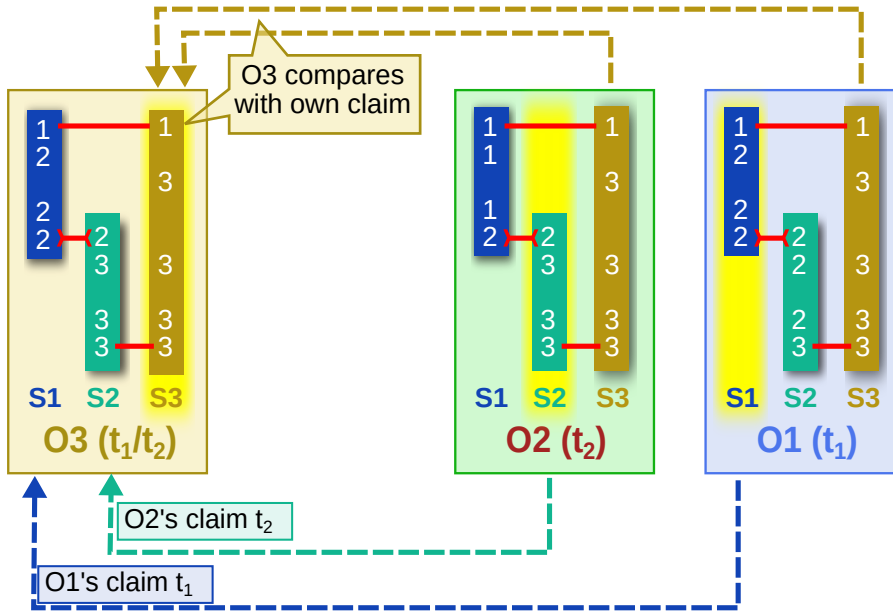 O3 compares
with own claim
1 1
2
3
2
2 2
3 3
3 3
3 3
S1 S2 S3
O3 (t₁/t₂)
1 1
1
3
1
2 2
3 3
3 3
3 3
S1 S2 S3
O2 (t₂)
1 1
2
3
2
2 2
2 3
2 3
3 3
S1 S2 S3
O1 (t₁)
O2's claim t₂
O1's claim t₁